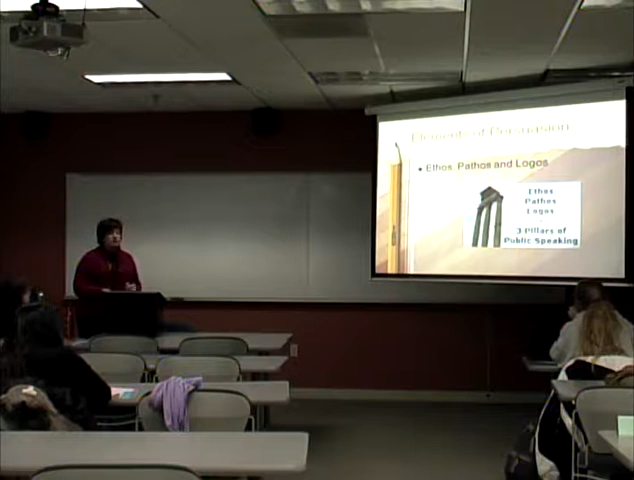 Elements of Persuasion
• Ethos, Pathos and Logos
Ethos
Pathos
Logos
3 Pillars of
Public Speaking